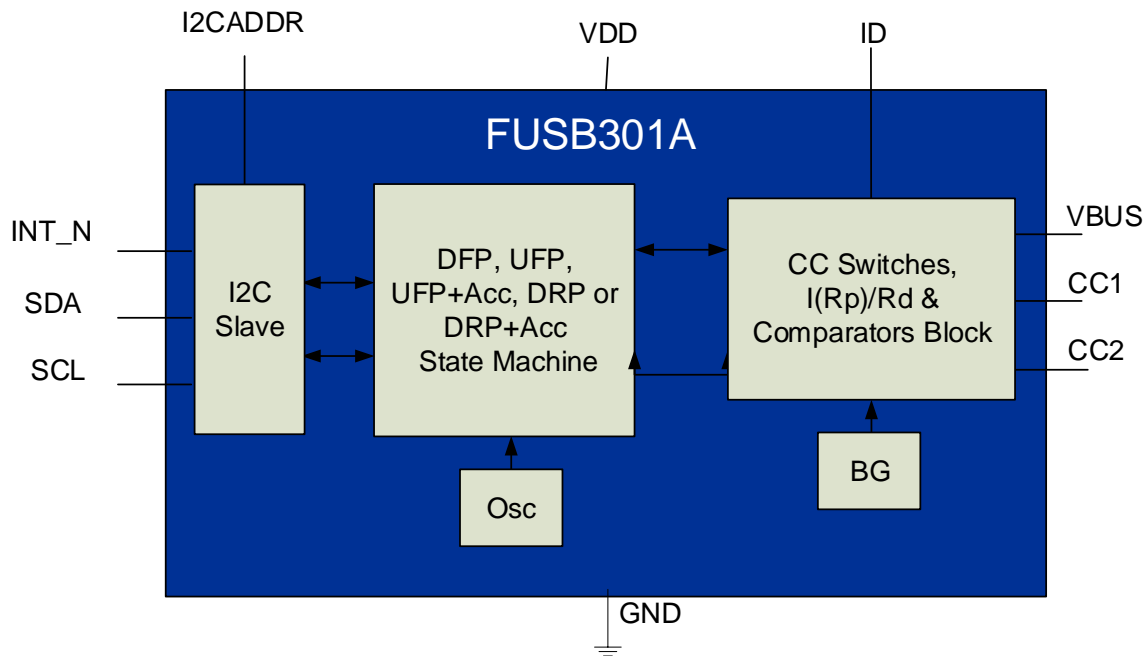 I2CADDR
VDD
ID
FUSB301A
INT_N
SDA
SCL
I2C
Slave
DFP, UFP,
UFP+Acc, DRP or
DRP+Acc
State Machine
CC Switches,
I(Rp)/Rd &
Comparators Block
VBUS
CC1
CC2
Osc
BG
GND